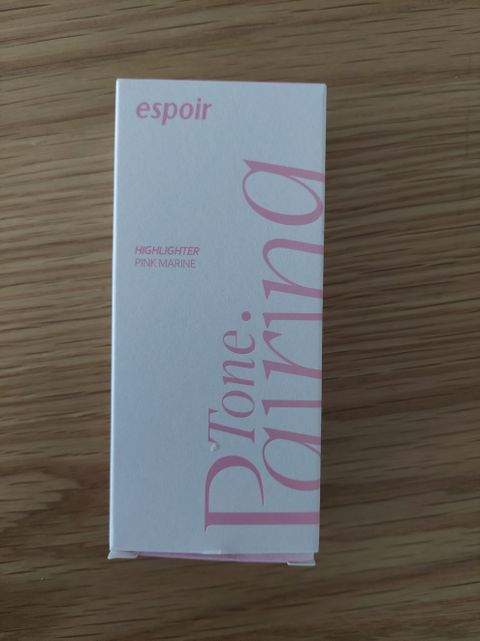 espoir
HIGHLIGHTER
PINK MARINE
Tone.
Pairing